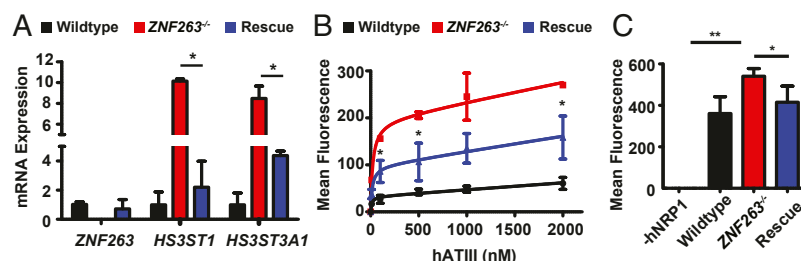 A Wildtype ZNF263-/- Rescue
mRNA Expression
12
10
8
6
4
2
0
* *
ZNF263 HS3ST1 HS3ST3A1
B Wildtype ZNF263-/- Rescue
Mean Fluorescence
300
200
100
0
* * *
0 500 1000 1500 2000
hATIII (nM)
C
Mean Fluorescence
** *
600
400
200
0
-hNRP1 Wildtype ZNF263-/- Rescue